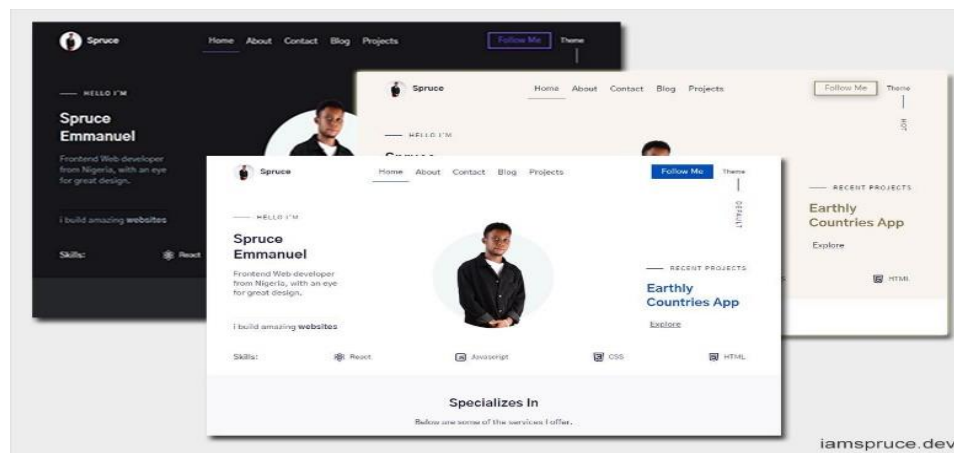 Spruce Home About Contact Blog Projects Follow Me Theme
HELLO I'M
Spruce
Emmanuel
Frontend Web developer
from Nigeria, with an eye
for great design.
i build amazing websites
Skills: React
Spruce Home About Contact Blog Projects Follow Me Theme
HOT
HELLO I'M
RECENT PROJECTS
Earthly
Countries App
Explore
HTML
Spruce Home About Contact Blog Projects Follow Me Theme
DEFAULT
HELLO I'M
Spruce
Emmanuel
Frontend Web developer
from Nigeria, with an eye
for great design.
i build amazing websites
RECENT PROJECTS
Earthly
Countries App
Explore
Skills: React Javascript CSS HTML
Specializes In
Below are some of the services I offer.
iamspruce.dev